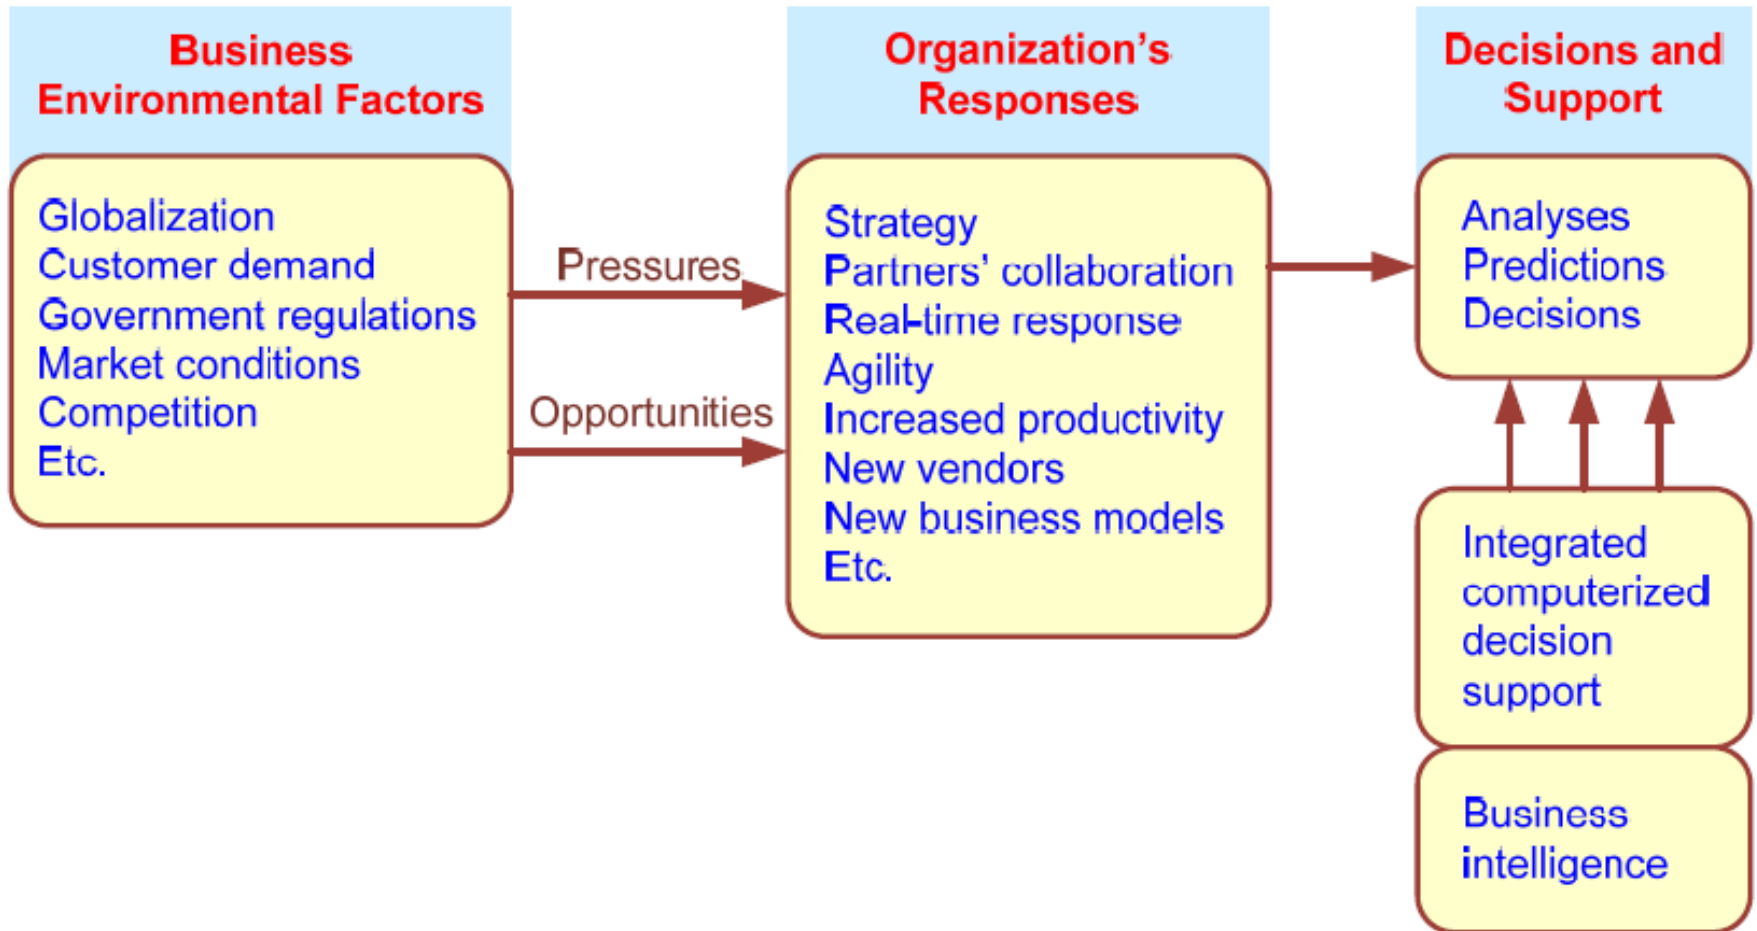 Business
Environmental Factors
Globalization
Customer demand
Government regulations
Market conditions
Competition
Etc.
Pressures
Opportunities
Organization's
Responses
Strategy
Partners' collaboration
Real-time response
Agility
Increased productivity
New vendors
New business models
Etc.
Decisions and
Support
Analyses
Predictions
Decisions
Integrated
computerized
decision
support
Business
intelligence